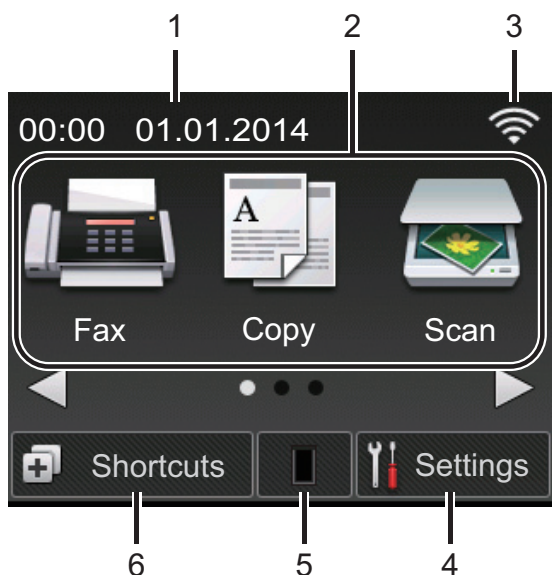 1 2 3
00:00 01.01.2014
A
Fax Copy Scan
Shortcuts Settings
6 5 4